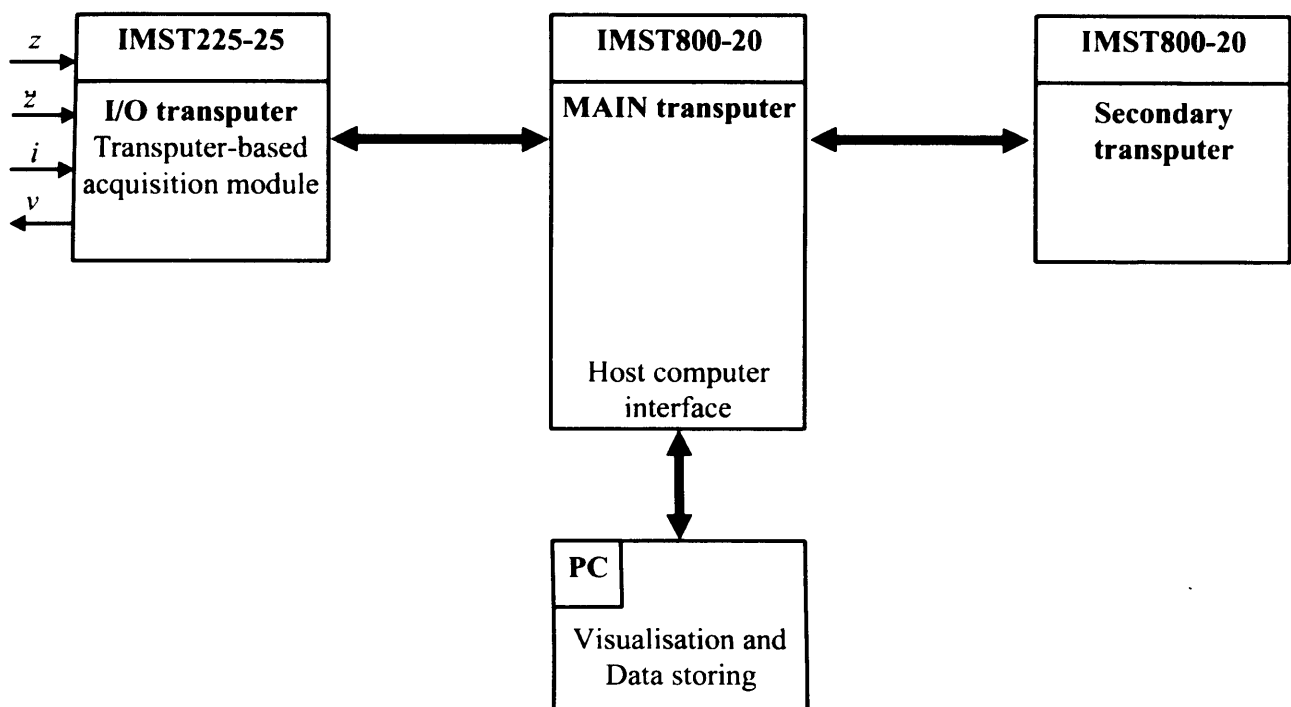 z
z̈
i
v
IMST225-25
I/O transputer
Transputer-based
acquisition module
IMST800-20
MAIN transputer
Host computer
interface
IMST800-20
Secondary
transputer
PC
Visualisation and
Data storing